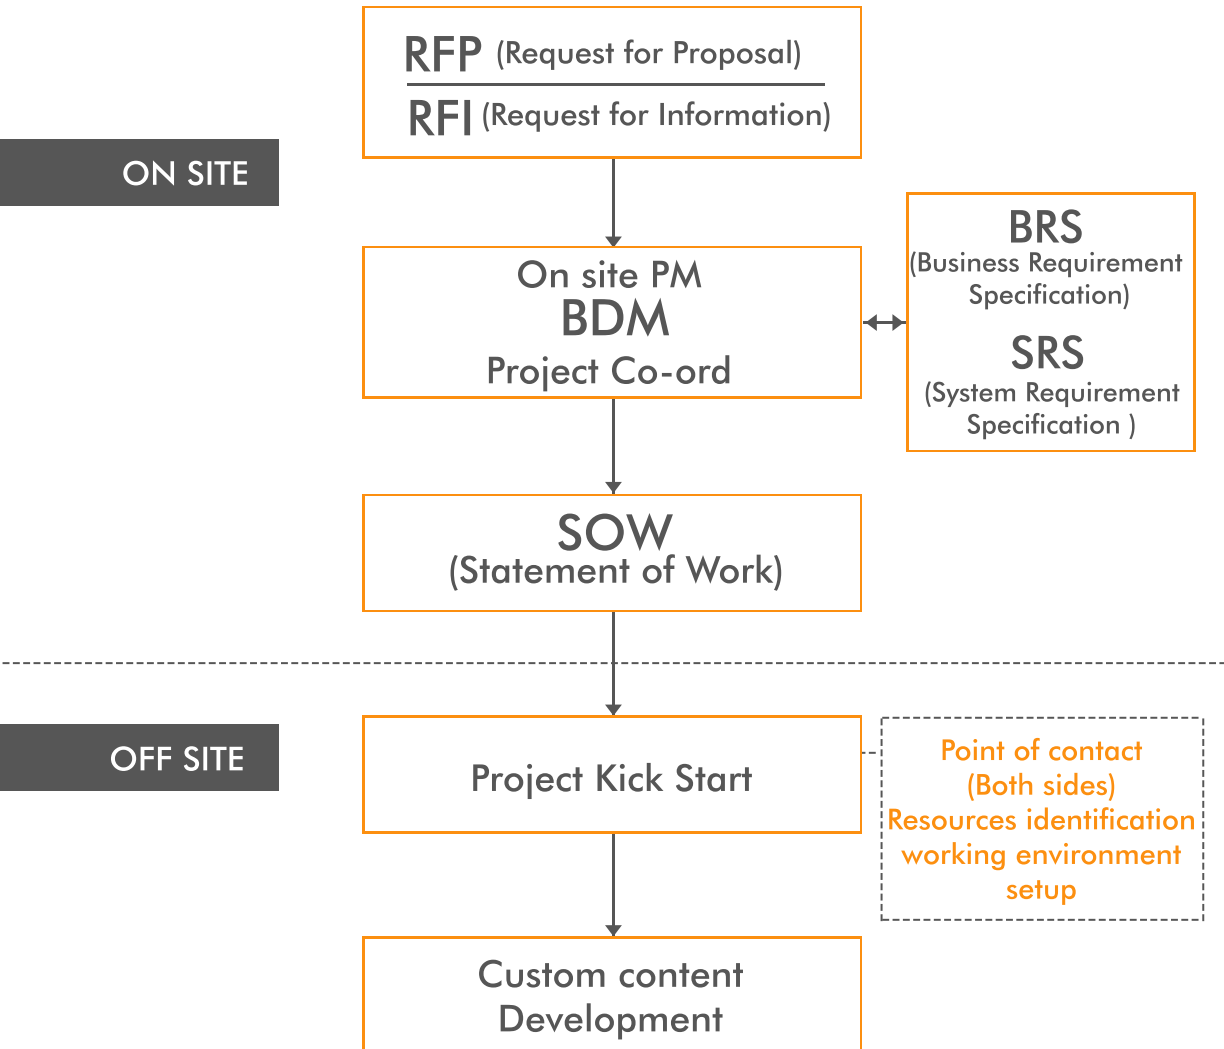 RFP (Request for Proposal)
RFI (Request for Information)
ON SITE
On site PM
BDM
Project Co-ord
BRS
(Business Requirement
Specification)
SRS
(System Requirement
Specification )
SOW
(Statement of Work)
OFF SITE
Project Kick Start
Point of contact
(Both sides)
Resources identification
working environment
setup
Custom content
Development